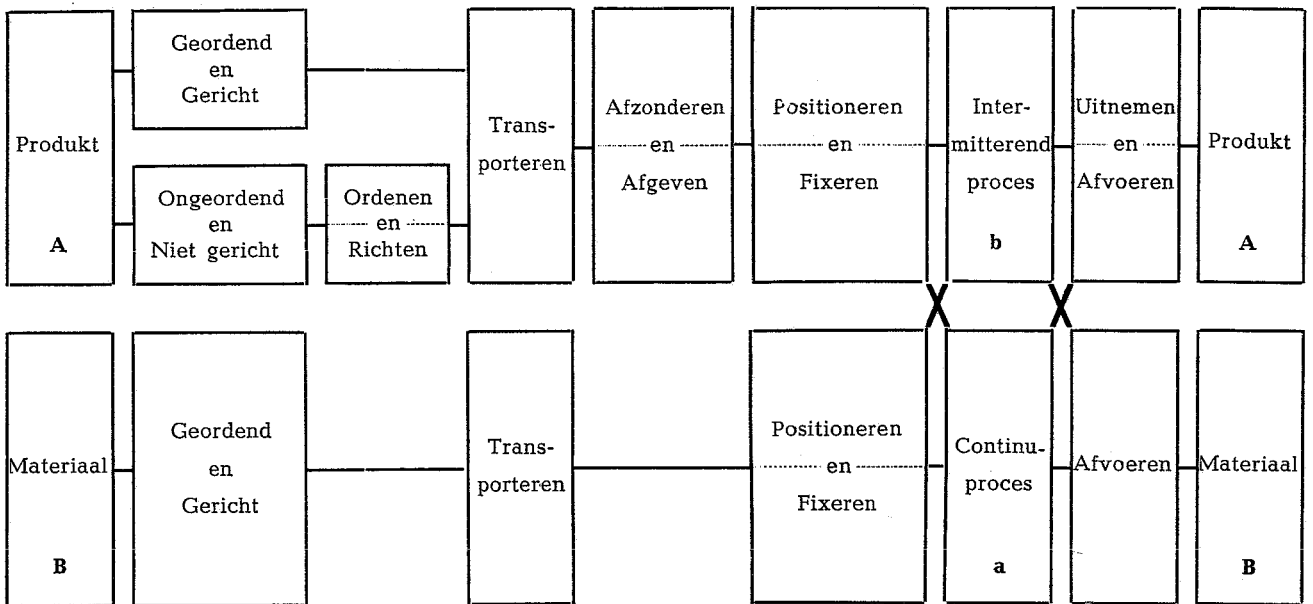 Produkt
A
Geordend
en
Gericht
Ongeordend
en
Niet gericht
Ordenen
en
Richten
Trans-
porteren
Afzonderen
en
Afgeven
Positioneren
en
Fixeren
Inter-
mitterend
proces
b
Uitnemen
en
Afvoeren
Produkt
A
X X
Materiaal
B
Geordend
en
Gericht
Trans-
porteren
Positioneren
en
Fixeren
Continu-
proces
a
Afvoeren
Materiaal
B